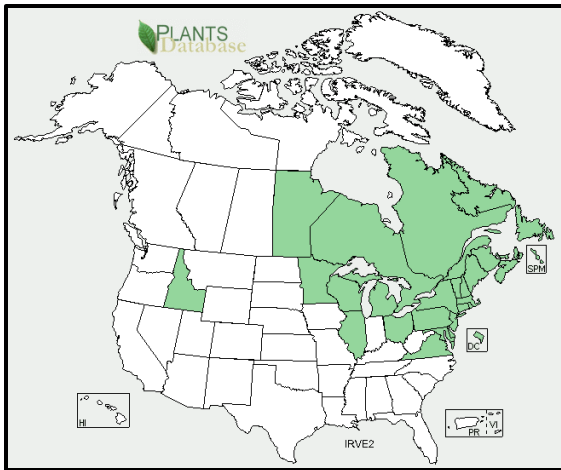 PLANTS
Database
SPM
DC
HI
PR
VI
IRVE2